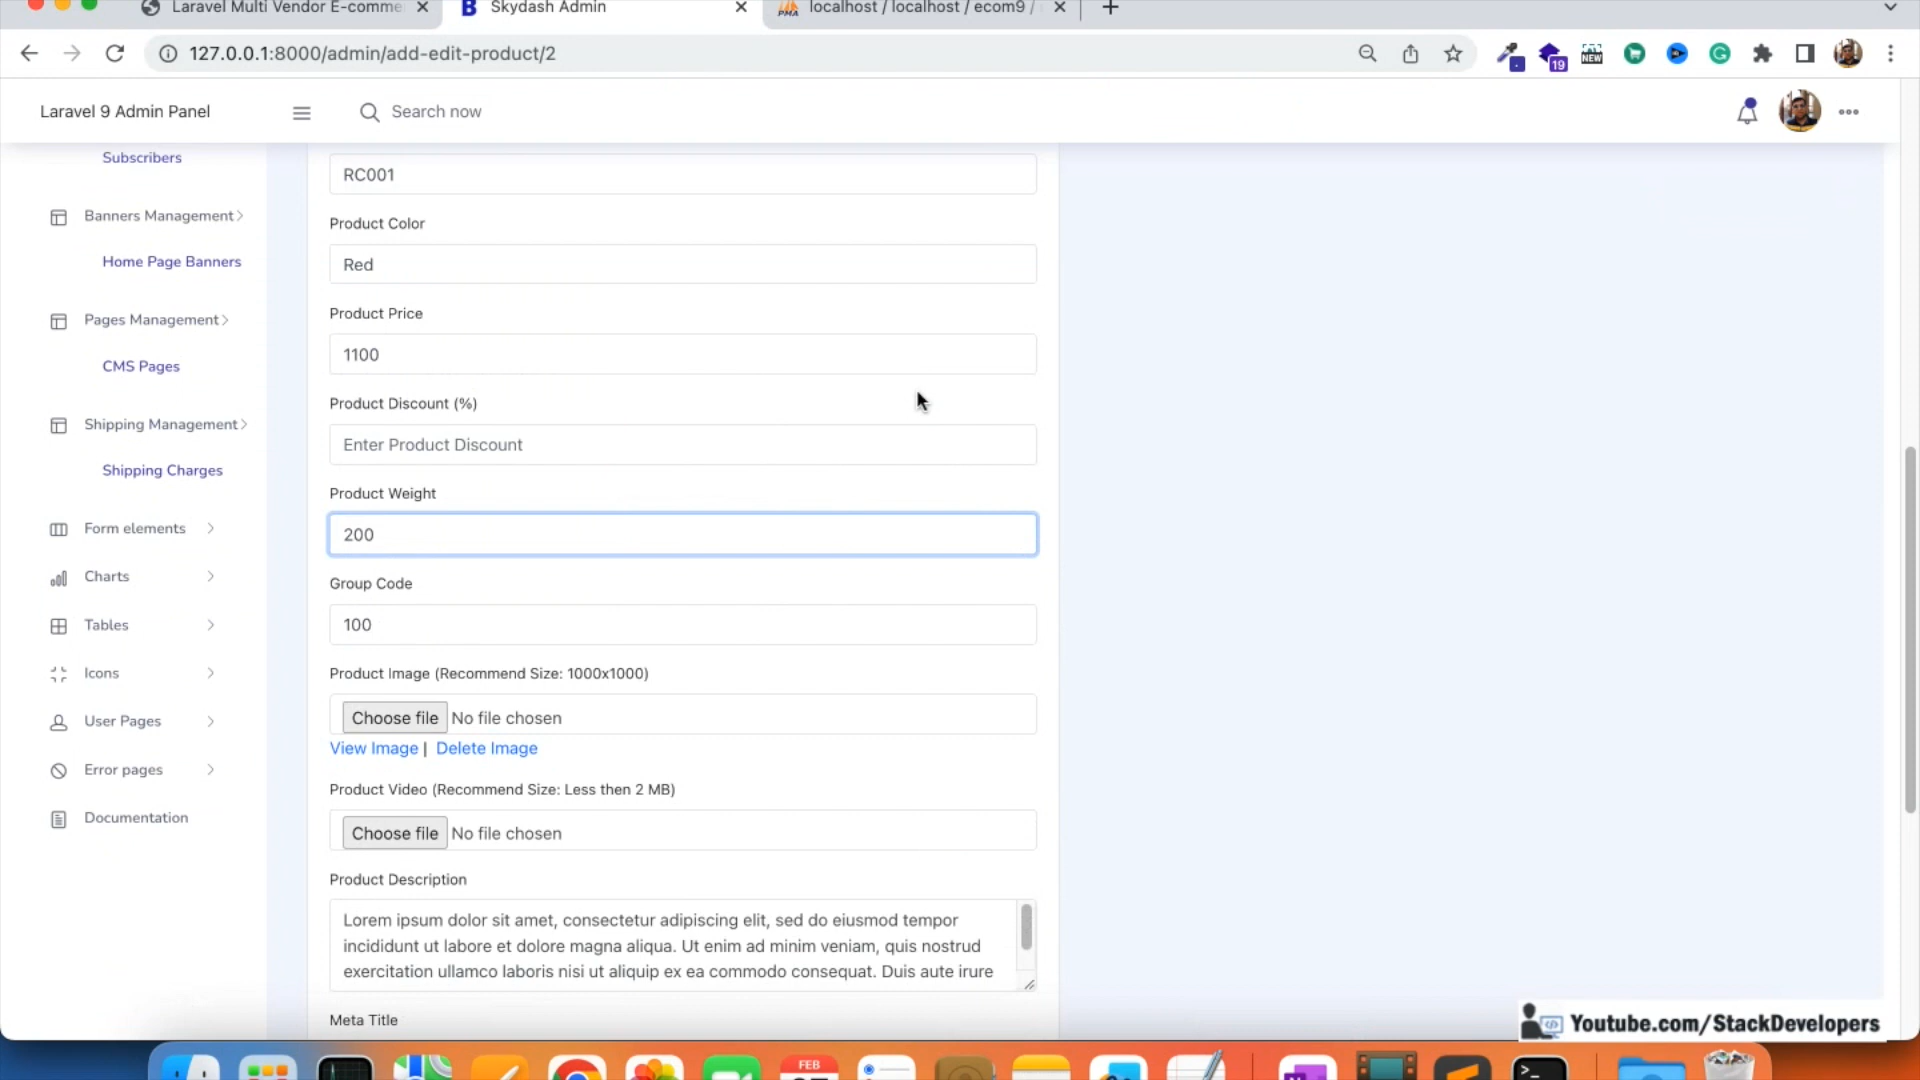 Laravel Multi Vendor E-comme
Skydash Admin
localhost / localhost / ecom9 /
127.0.0.1:8000/admin/add-edit-product/2
19
NEW
Laravel 9 Admin Panel
Search now
Subscribers
RC001
Banners Management
Product Color
Home Page Banners
Red
Pages Management
Product Price
CMS Pages
1100
Shipping Management
Product Discount (%)
Shipping Charges
Enter Product Discount
Product Weight
Form elements
200
Charts
Group Code
Tables
100
Icons
Product Image (Recommend Size: 1000x1000)
User Pages
Choose file No file chosen
View Image | Delete Image
Error pages
Product Video (Recommend Size: Less then 2 MB)
Documentation
Choose file No file chosen
Product Description
Lorem ipsum dolor sit amet, consectetur adipiscing elit, sed do eiusmod tempor
incididunt ut labore et dolore magna aliqua. Ut enim ad minim veniam, quis nostrud
exercitation ullamco laboris nisi ut aliquip ex ea commodo consequat. Duis aute irure
Meta Title
Youtube.com/StackDevelopers
FEB